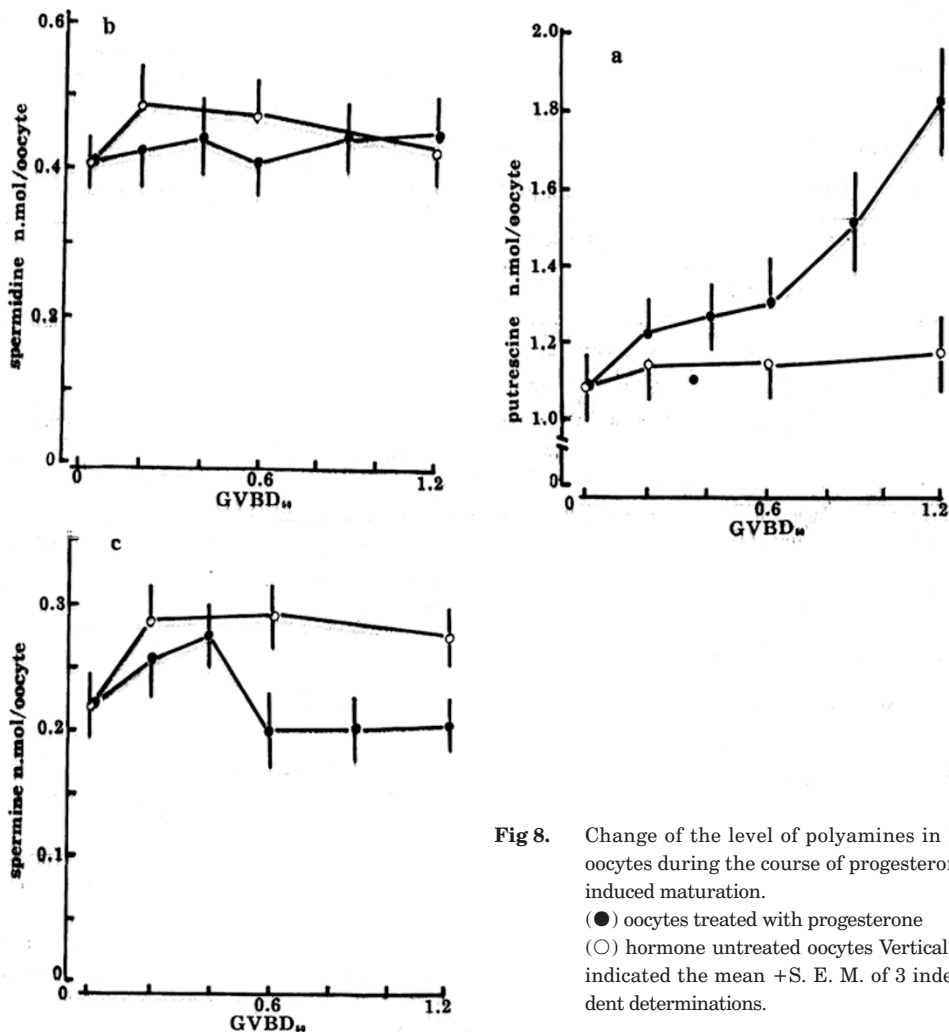 b
0.6
0.4
0.2
0
spermidine n.mol/oocyte
0
0.6
1.2
GVBD₅₀
a
2.0
1.8
1.6
1.4
1.2
1.0
0
putrescine n.mol/oocyte
0
0.6
1.2
GVBD₅₀
c
0.3
0.2
0.1
0
spermine n.mol/oocyte
0
0.6
1.2
GVBD₅₀
Fig 8. Change of the level of polyamines in
oocytes during the course of progestero
induced maturation.
(●) oocytes treated with progesterone
(○) hormone untreated oocytes Vertical
indicated the mean +S. E. M. of 3 inde
dent determinations.